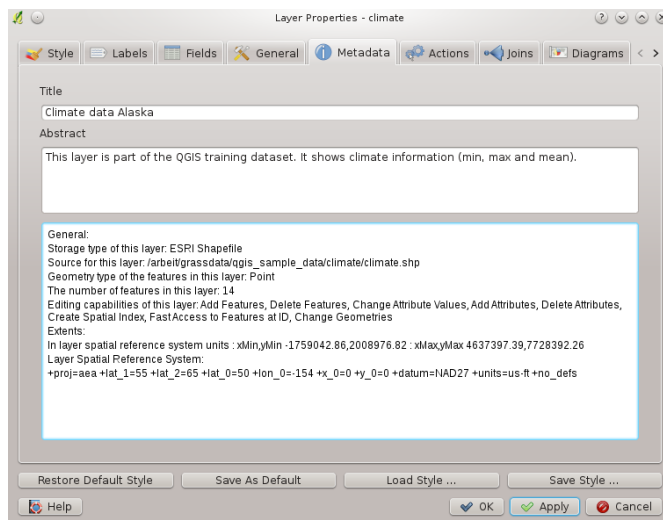 Layer Properties - climate
Style Labels Fields General Metadata Actions Joins Diagrams
Title
Climate data Alaska
Abstract
This layer is part of the QGIS training dataset. It shows climate information (min, max and mean).
General:
Storage type of this layer: ESRI Shapefile
Source for this layer: /arbeit/grassdata/qgis_sample_data/climate/climate.shp
Geometry type of the features in this layer: Point
The number of features in this layer: 14
Editing capabilities of this layer: Add Features, Delete Features, Change Attribute Values, Add Attributes, Delete Attributes,
Create Spatial Index, Fast Access to Features at ID, Change Geometries
Extents:
In layer spatial reference system units : xMin,yMin -1759042.86,2008976.82 : xMax,yMax 4637397.39,7728392.26
Layer Spatial Reference System:
+proj=aea +lat_1=55 +lat_2=65 +lat_0=50 +lon_0=-154 +x_0=0 +y_0=0 +datum=NAD27 +units=us-ft +no_defs
Restore Default Style Save As Default Load Style ... Save Style ...
Help OK Apply Cancel